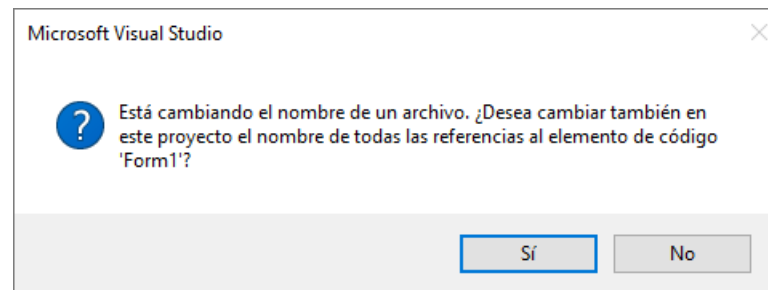 Microsoft Visual Studio
Está cambiando el nombre de un archivo. ¿Desea cambiar también en
este proyecto el nombre de todas las referencias al elemento de código
'Form1'?
Sí
No